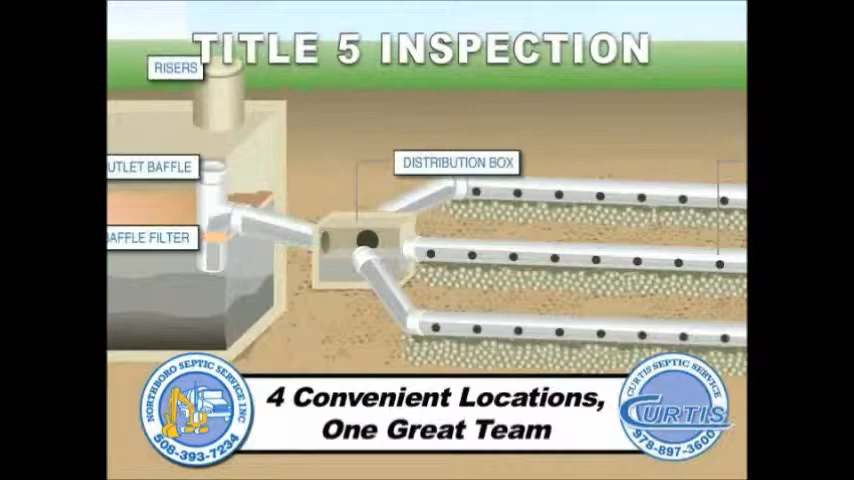 TITLE 5 INSPECTION
RISERS
DISTRIBUTION BOX
UTLET BAFFLE
BAFFLE FILTER
NORTHBORO SEPTIC SERVICE INC
508-393-7234
4 Convenient Locations,
One Great Team
CURTIS SEPTIC SERVICE
CURTIS
978-897-3600